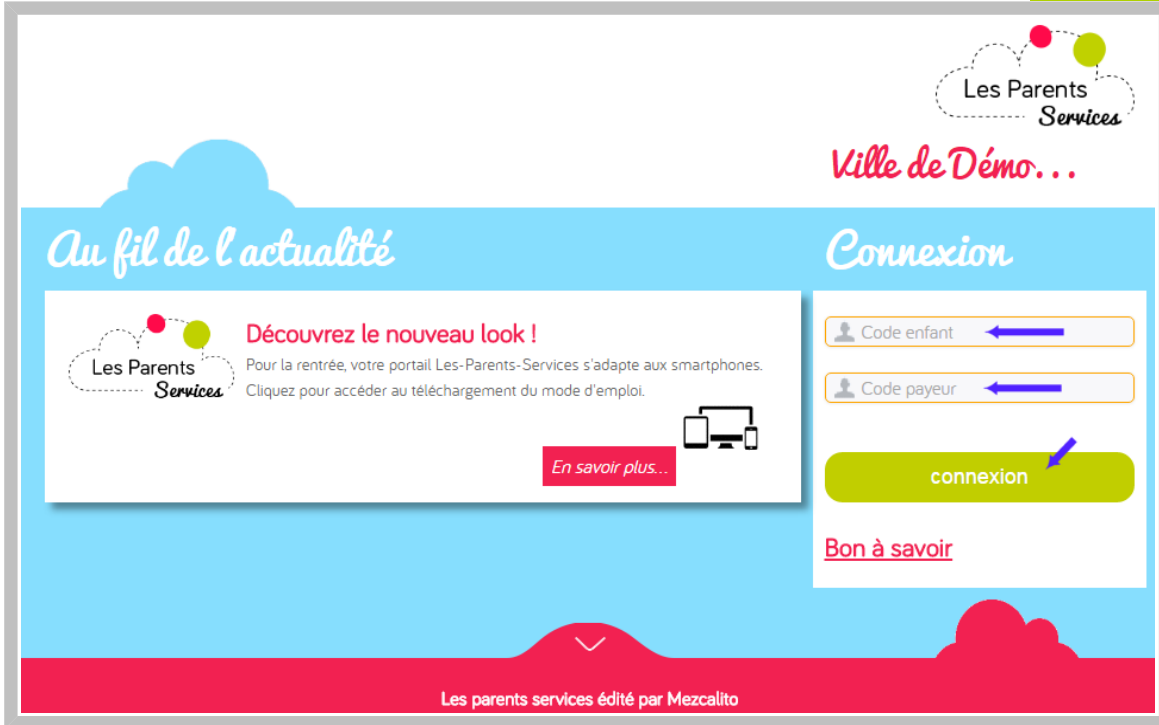 Les Parents
Services
Ville de Démo...
Au fil de l'actualité
Connexion
Les Parents
Services
Découvrez le nouveau look !
Pour la rentrée, votre portail Les-Parents-Services s'adapte aux smartphones.
Cliquez pour accéder au téléchargement du mode d'emploi.
En savoir plus...
Code enfant
Code payeur
connexion
Bon à savoir
Les parents services édité par Mezcalito